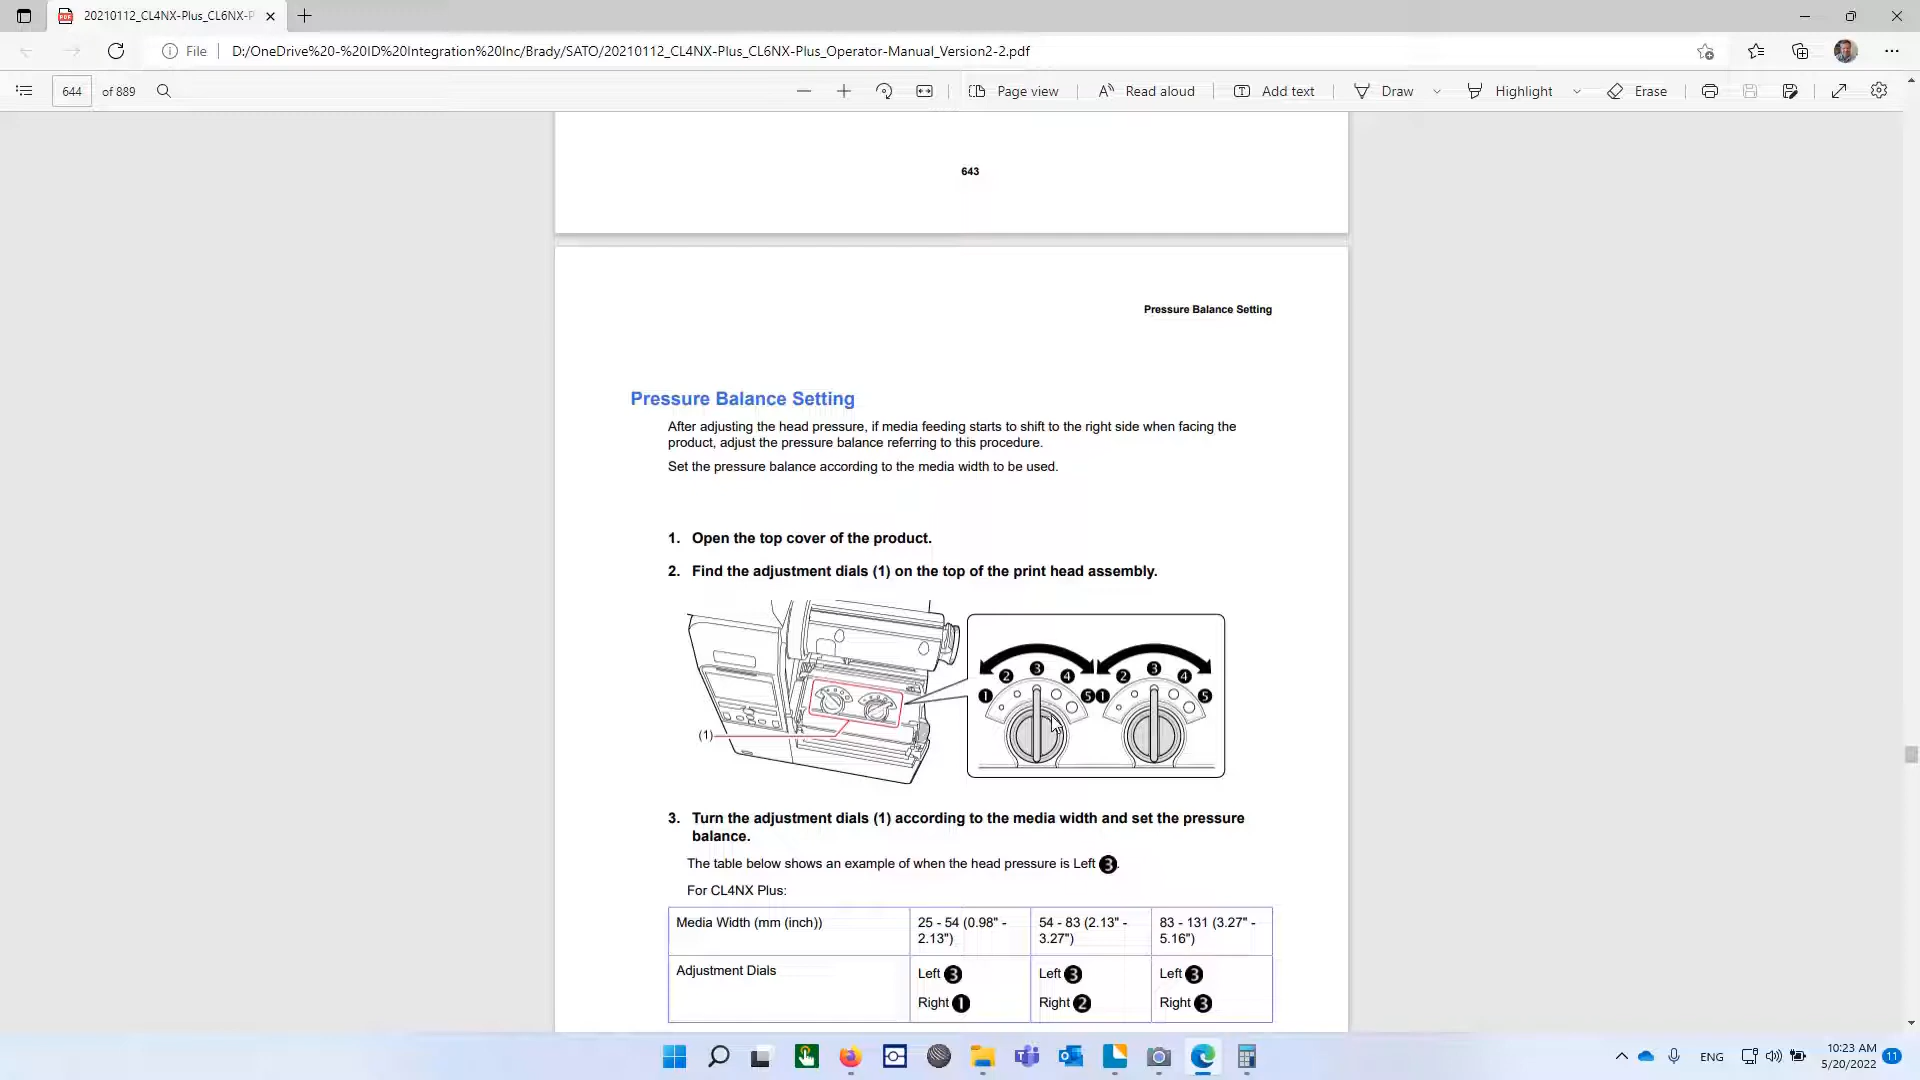 20210112_CL4NX-Plus_CL6NX-P
File
D:/OneDrive%20-%20ID%20Integration%20Inc/Brady/SATO/20210112_CL4NX-Plus_CL6NX-Plus_Operator-Manual_Version2-2.pdf
644 of 889
Page view
Read aloud
Add text
Draw
Highlight
Erase
643
Pressure Balance Setting
Pressure Balance Setting
After adjusting the head pressure, if media feeding starts to shift to the right side when facing the
product, adjust the pressure balance referring to this procedure.
Set the pressure balance according to the media width to be used.
1. Open the top cover of the product.
2. Find the adjustment dials (1) on the top of the print head assembly.
(1)
1 2 3 4 5 1 2 3 4 5
3. Turn the adjustment dials (1) according to the media width and set the pressure
balance.
The table below shows an example of when the head pressure is Left 3.
For CL4NX Plus:
Media Width (mm (inch)) 25 - 54 (0.98" - 54 - 83 (2.13" - 83 - 131 (3.27" -
2.13") 3.27") 5.16")
Adjustment Dials Left 3 Left 3 Left 3
Right 1 Right 2 Right 3
ENG
10:23 AM
5/20/2022
11